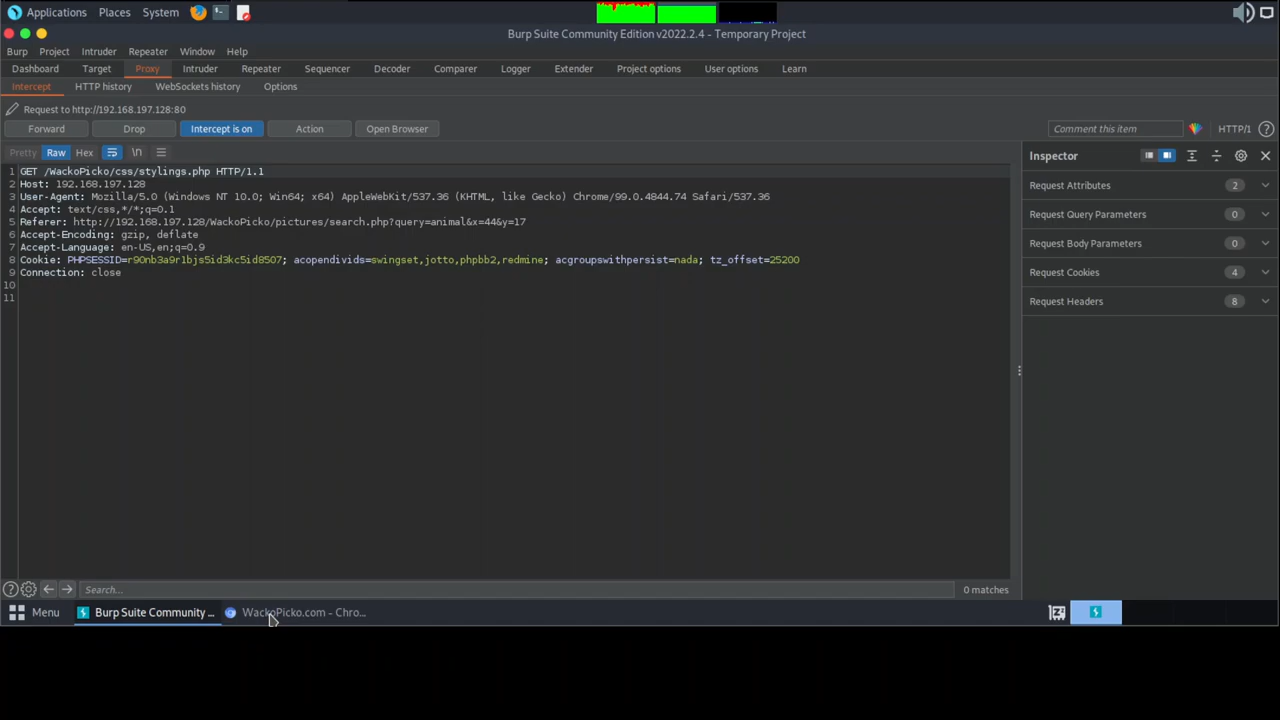 Applications Places System
Burp Suite Community Edition v2022.2.4 - Temporary Project
Burp Project Intruder Repeater Window Help
Dashboard Target Proxy Intruder Repeater Sequencer Decoder Comparer Logger Extender Project options User options Learn
Intercept HTTP history WebSockets history Options
Request to http://192.168.197.128:80
Forward Drop Intercept is on Action Open Browser Comment this item HTTP/1 ?
Pretty Raw Hex \n
Inspector
1 GET /WackoPicko/css/stylings.php HTTP/1.1
2 Host: 192.168.197.128
3 User-Agent: Mozilla/5.0 (Windows NT 10.0; Win64; x64) AppleWebKit/537.36 (KHTML, like Gecko) Chrome/99.0.4844.74 Safari/537.36
4 Accept: text/css,*/*;q=0.1
5 Referer: http://192.168.197.128/WackoPicko/pictures/search.php?query=animal&x=44&y=17
6 Accept-Encoding: gzip, deflate
7 Accept-Language: en-US,en;q=0.9
8 Cookie: PHPSESSID=r90nb3a9r1bjs5id3kc5id8507; acopendivids=swingset,jotto,phpbb2,redmine; acgroupswithpersist=nada; tz_offset=25200
9 Connection: close
10
11
Request Attributes 2
Request Query Parameters 0
Request Body Parameters 0
Request Cookies 4
Request Headers 8
? Search... 0 matches
Menu Burp Suite Community ... WackoPicko.com - Chro...